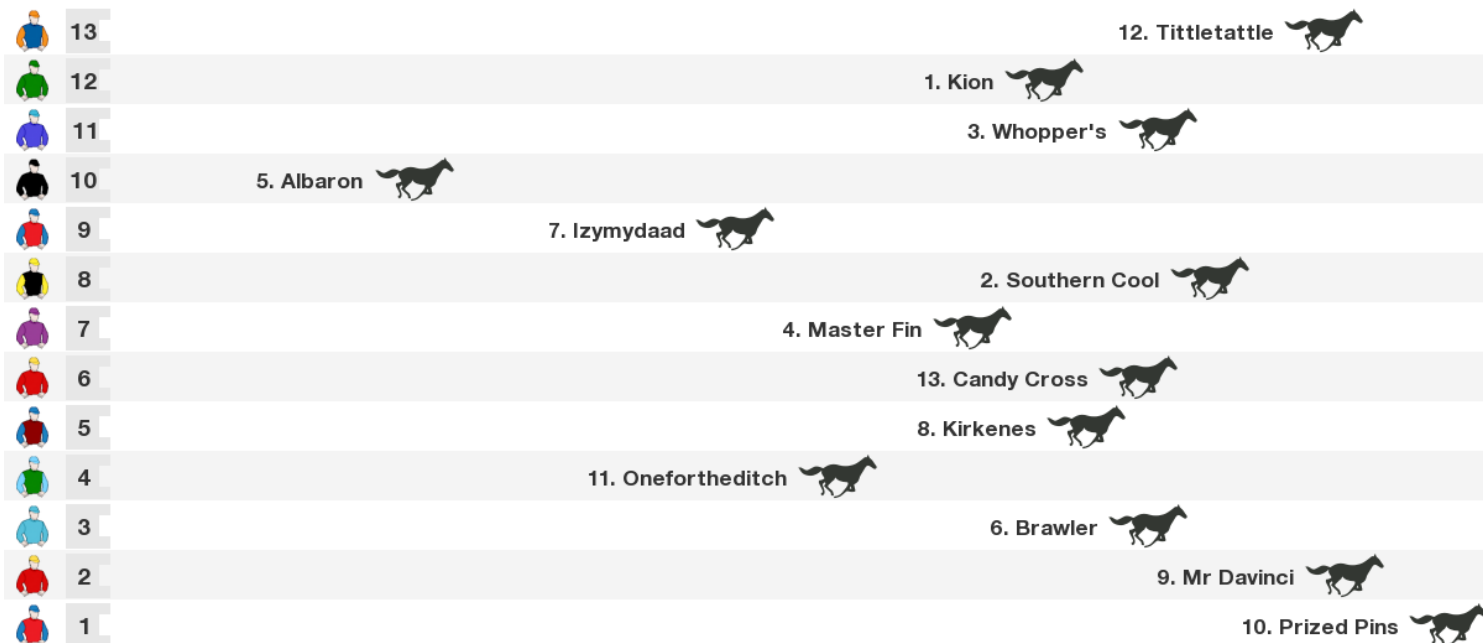 13 12. Tittletattle
12 1. Kion
11 3. Whopper's
10 5. Albaron
9 7. Izymydaad
8 2. Southern Cool
7 4. Master Fin
6 13. Candy Cross
5 8. Kirkenes
4 11. Onefortheditch
3 6. Brawler
2 9. Mr Davinci
1 10. Prized Pins